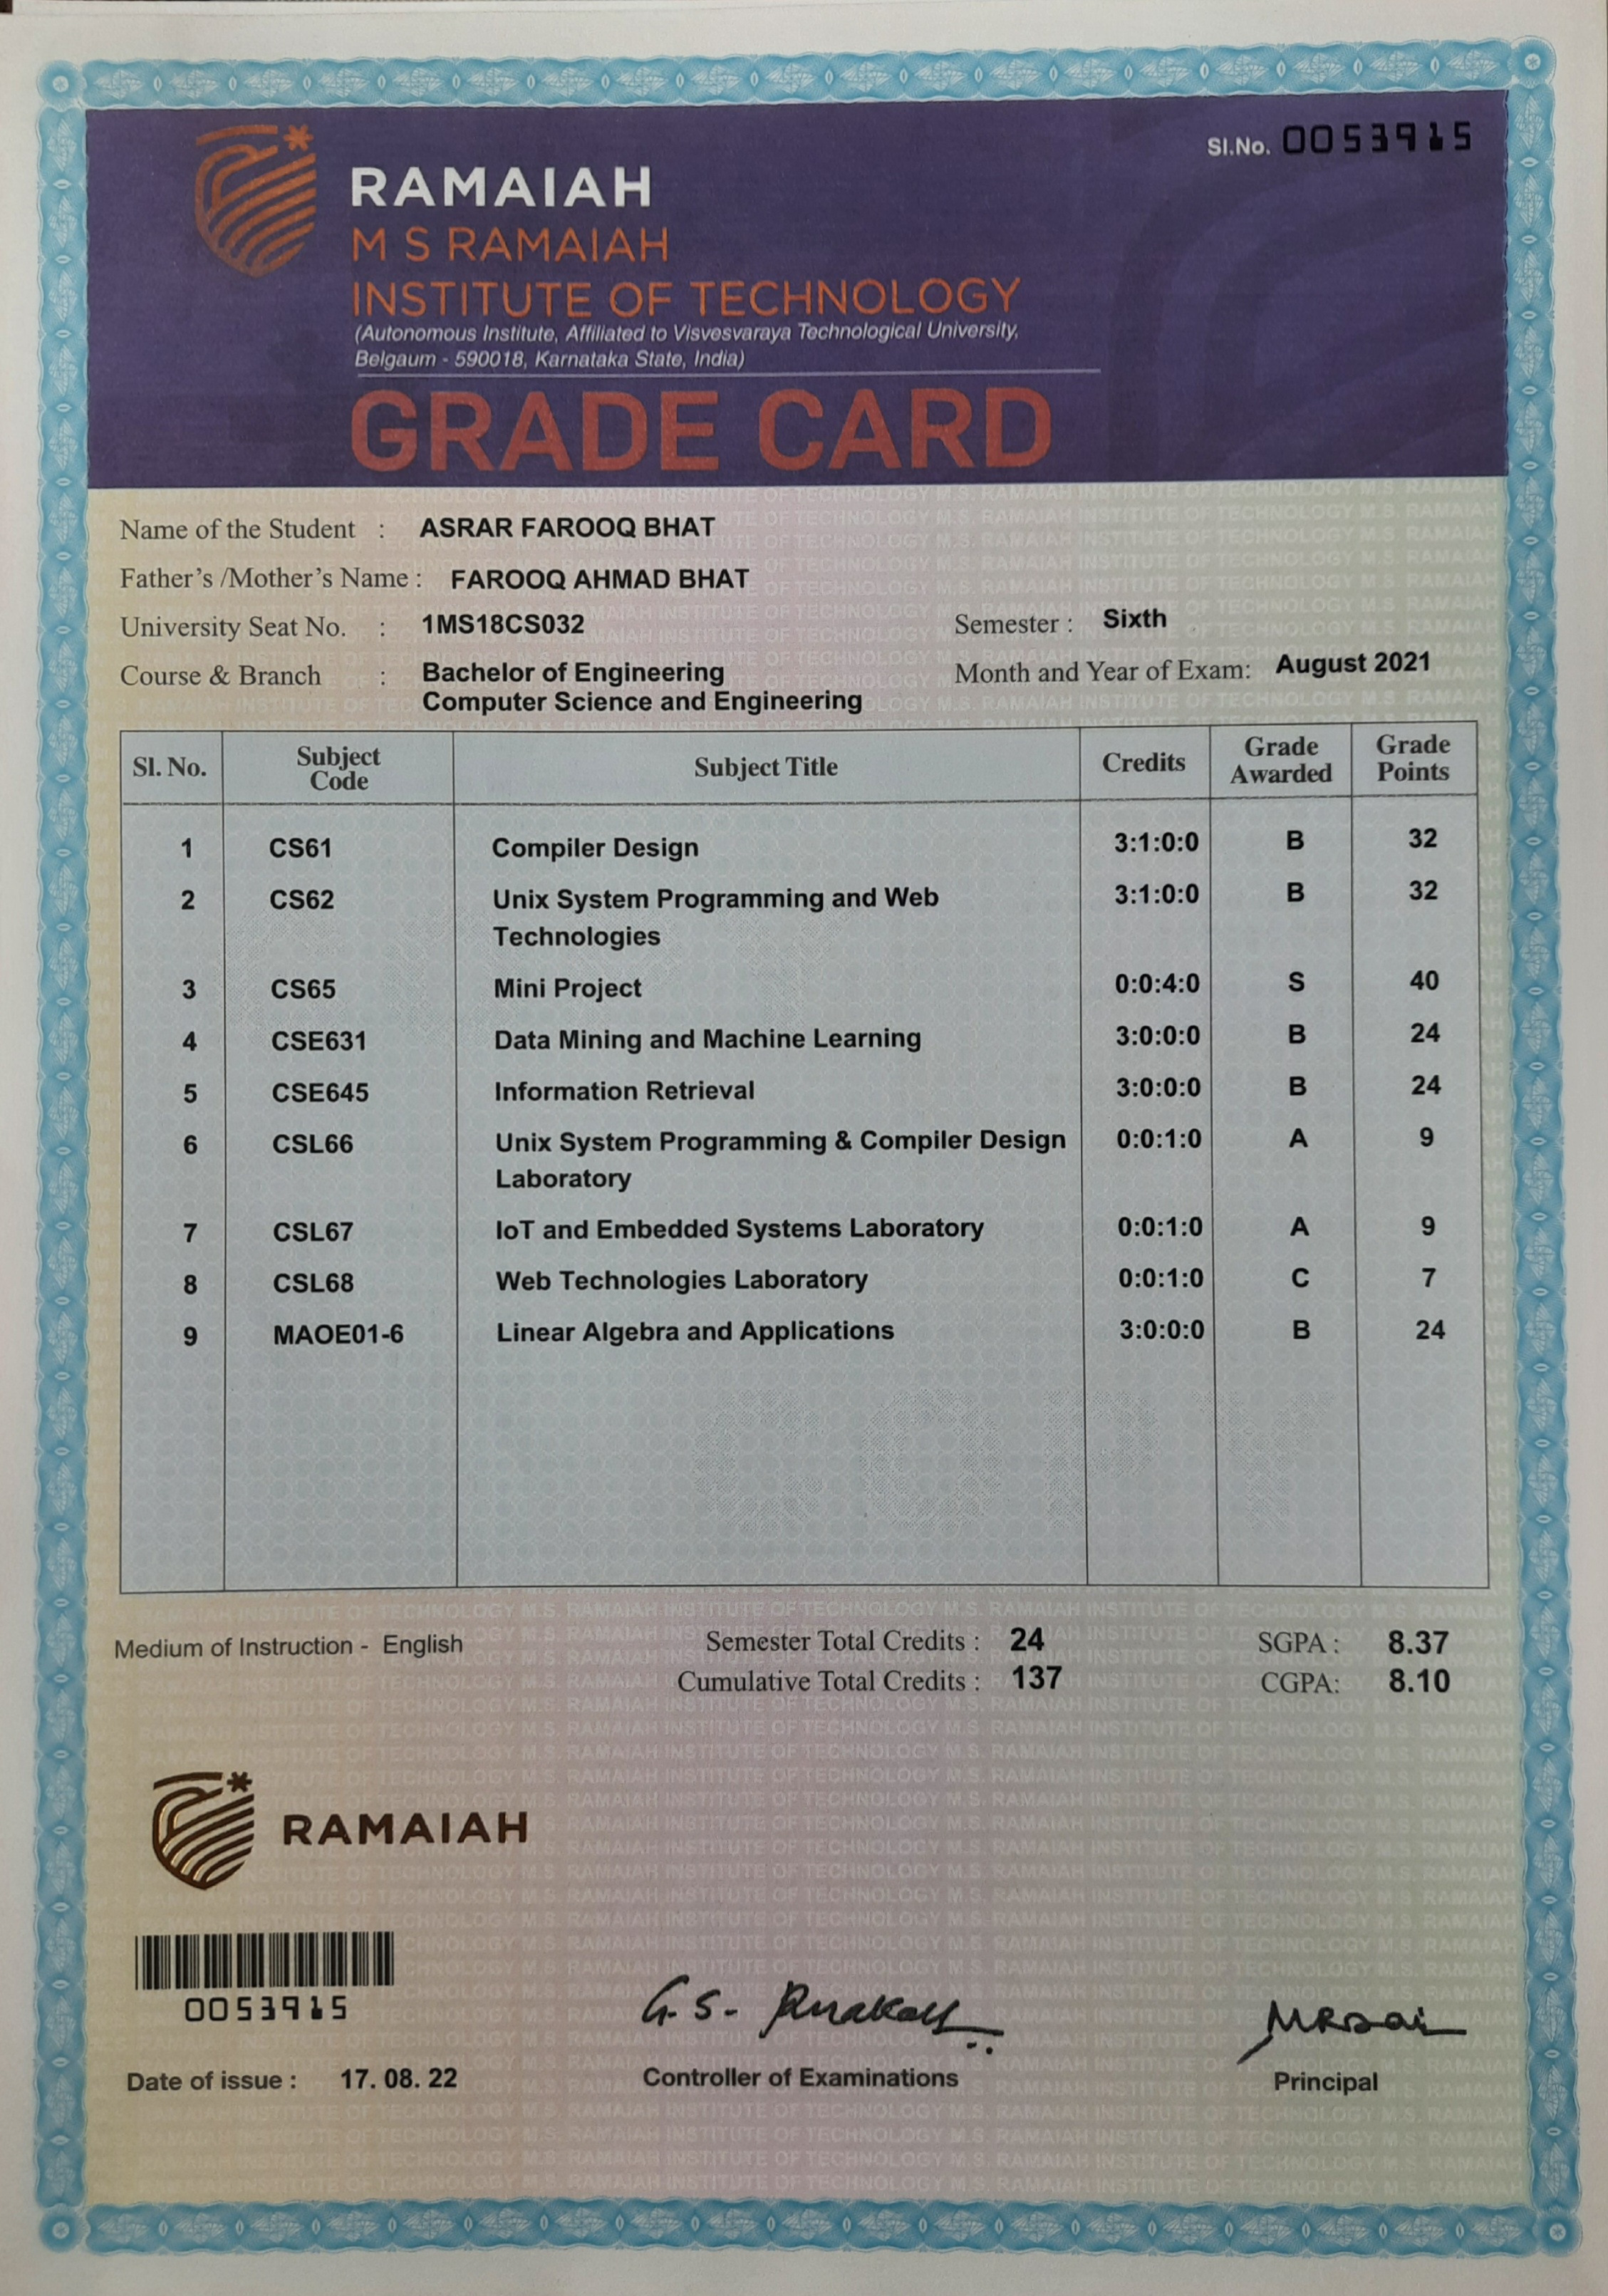 Sl.No. 0053915
RAMAIAH
M S RAMAIAH
INSTITUTE OF TECHNOLOGY
(Autonomous Institute, Affiliated to Visvesvaraya Technological University,
Belgaum - 590018, Karnataka State, India)
GRADE CARD
Name of the Student : ASRAR FAROOQ BHAT
Father's /Mother's Name : FAROOQ AHMAD BHAT
University Seat No. : 1MS18CS032 Semester : Sixth
Course & Branch : Bachelor of Engineering Month and Year of Exam: August 2021
Computer Science and Engineering
Sl. No. Subject Code Subject Title Credits Grade Awarded Grade Points
1 CS61 Compiler Design 3:1:0:0 B 32
2 CS62 Unix System Programming and Web 3:1:0:0 B 32
Technologies
3 CS65 Mini Project 0:0:4:0 S 40
4 CSE631 Data Mining and Machine Learning 3:0:0:0 B 24
5 CSE645 Information Retrieval 3:0:0:0 B 24
6 CSL66 Unix System Programming & Compiler Design 0:0:1:0 A 9
Laboratory
7 CSL67 IoT and Embedded Systems Laboratory 0:0:1:0 A 9
8 CSL68 Web Technologies Laboratory 0:0:1:0 C 7
9 MAOE01-6 Linear Algebra and Applications 3:0:0:0 B 24
COPY
Medium of Instruction - English Semester Total Credits : 24 SGPA : 8.37
Cumulative Total Credits : 137 CGPA: 8.10
RAMAIAH
0053915
G. S.
Date of issue : 17. 08. 22 Controller of Examinations Principal